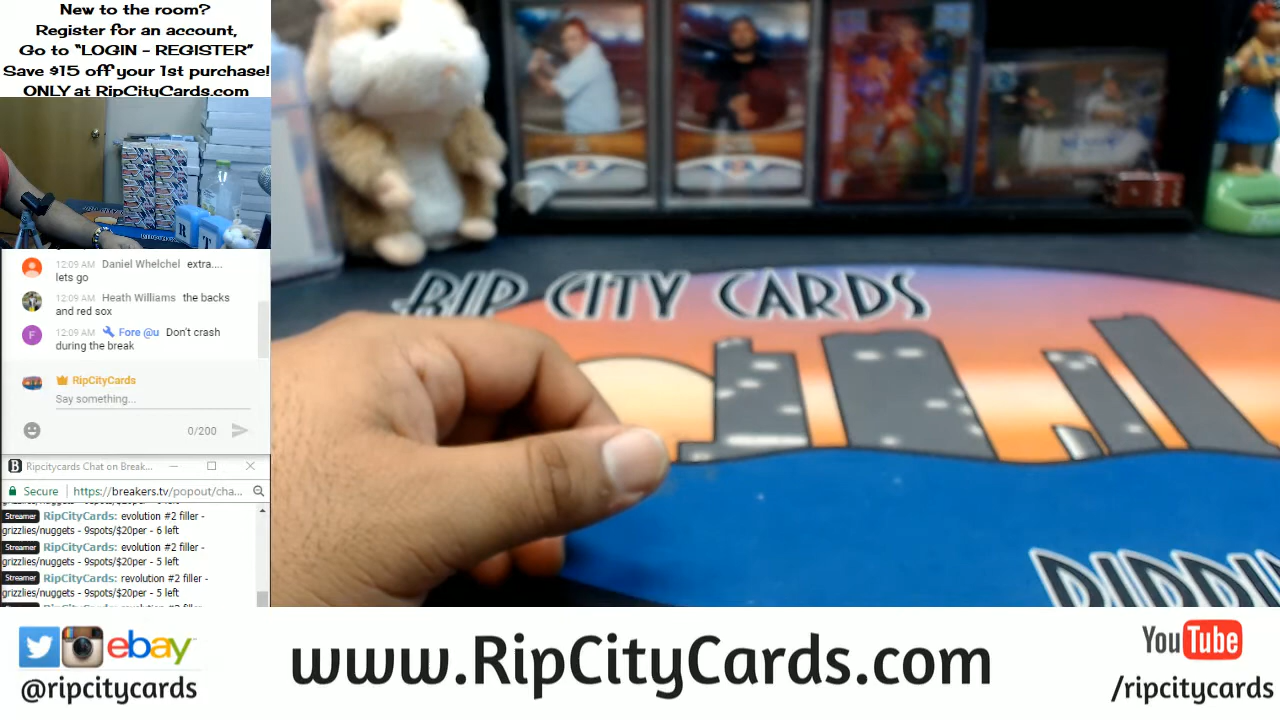 New to the room?
Register for an account,
Go to “LOGIN - REGISTER”
Save $15 off your 1st purchase!
ONLY at RipCityCards.com
12:09 AM Daniel Whelchel extra....
lets go
12:09 AM Heath Williams the backs
and red sox
12:09 AM Fore @u Don't crash
during the break
RipCityCards
Say something...
0/200
Ripcitycards Chat on Break...
Secure https://breakers.tv/popout/cha...
Streamer RipCityCards: evolution #2 filler -
grizzlies/nuggets - 9spots/$20per - 6 left
Streamer RipCityCards: evolution #2 filler -
grizzlies/nuggets - 9spots/$20per - 5 left
Streamer RipCityCards: revolution #2 filler -
grizzlies/nuggets - 9spots/$20per - 5 left
RIP CITY CARDS
R T
ebay
@ripcitycards
www.RipCityCards.com
YouTube
/ripcitycards